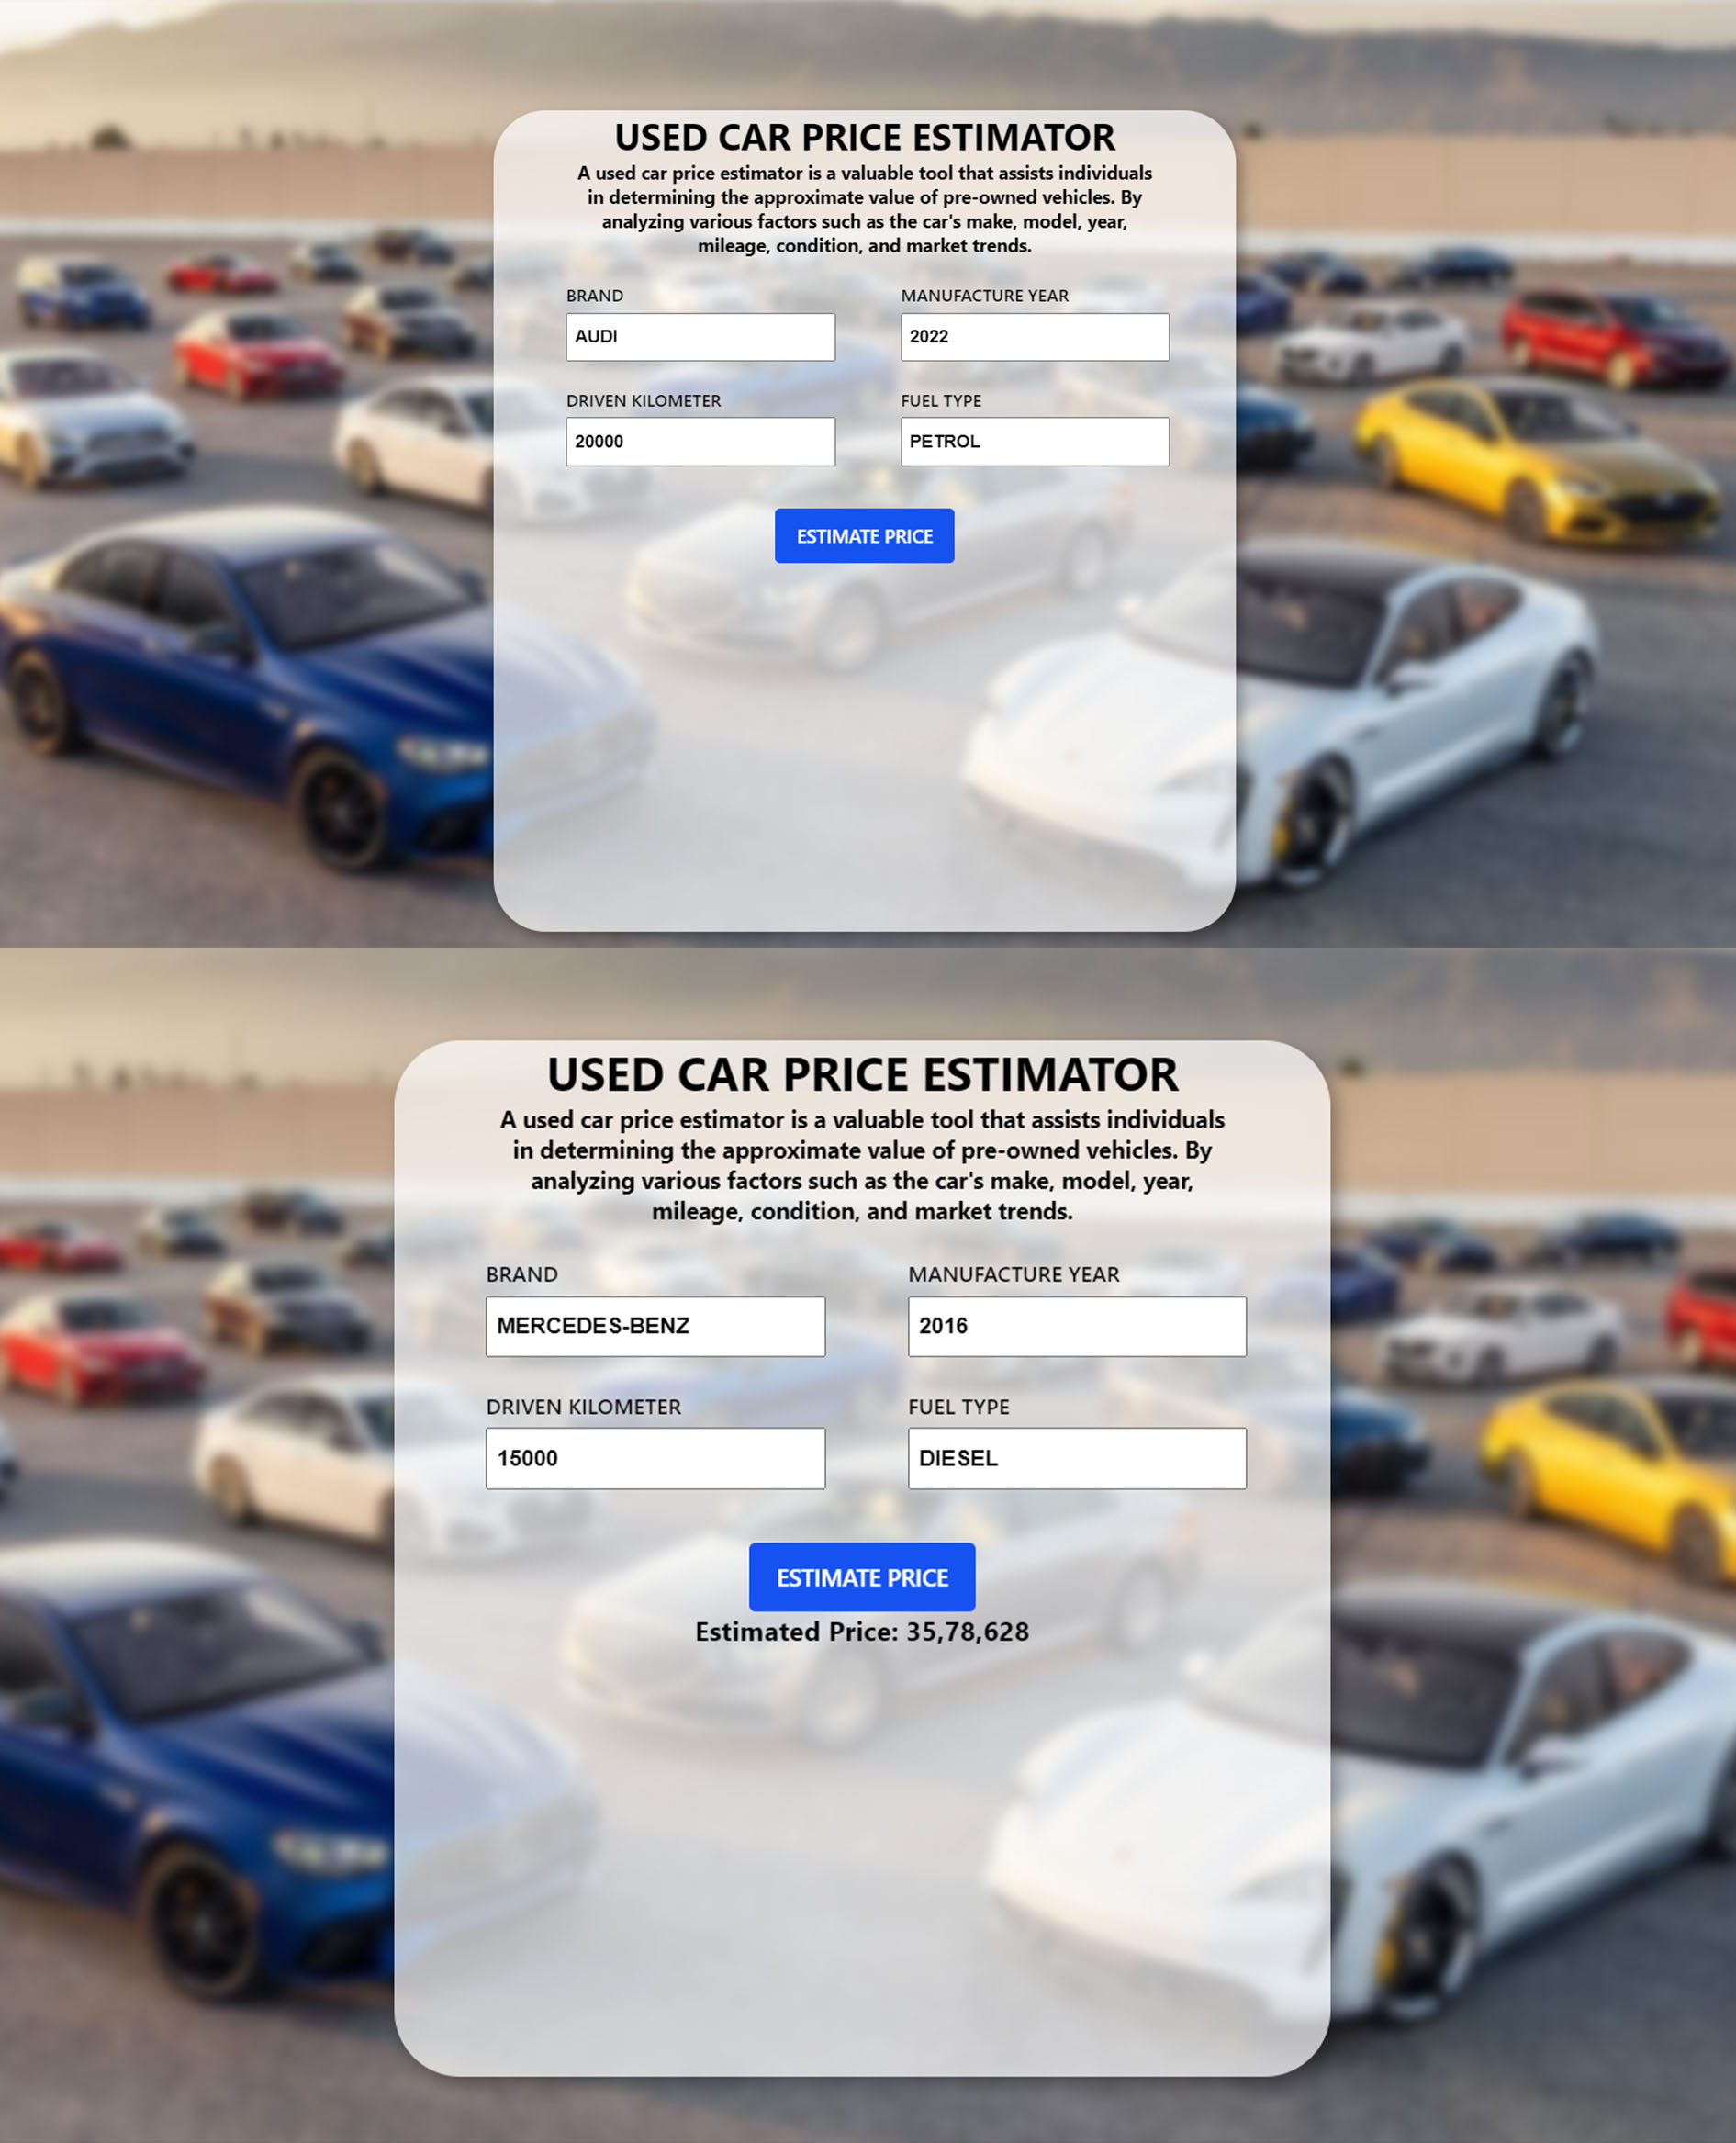 USED CAR PRICE ESTIMATOR
A used car price estimator is a valuable tool that assists individuals
in determining the approximate value of pre-owned vehicles. By
analyzing various factors such as the car's make, model, year,
mileage, condition, and market trends.
BRAND
MANUFACTURE YEAR
AUDI
2022
DRIVEN KILOMETER
FUEL TYPE
20000
PETROL
ESTIMATE PRICE
USED CAR PRICE ESTIMATOR
A used car price estimator is a valuable tool that assists individuals
in determining the approximate value of pre-owned vehicles. By
analyzing various factors such as the car's make, model, year,
mileage, condition, and market trends.
BRAND
MANUFACTURE YEAR
MERCEDES-BENZ
2016
DRIVEN KILOMETER
FUEL TYPE
15000
DIESEL
ESTIMATE PRICE
Estimated Price: 35,78,628